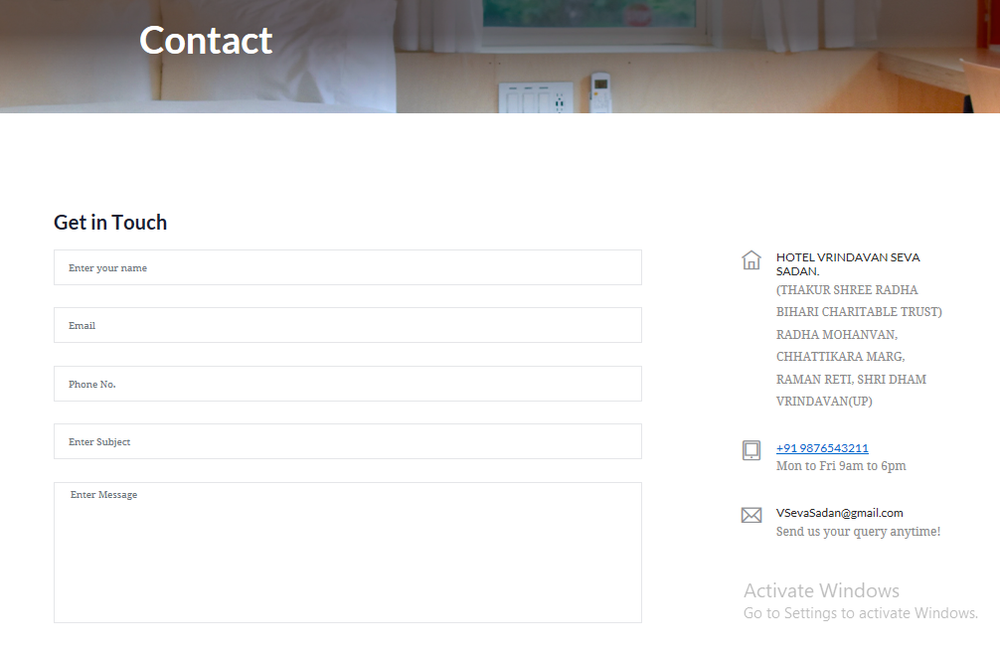 Contact
Get in Touch
Enter your name
Email
Phone No.
Enter Subject
Enter Message
HOTEL VRINDAVAN SEVA
SADAN.
(THAKUR SHREE RADHA
BIHARI CHARITABLE TRUST)
RADHA MOHANVAN,
CHHATTIKARA MARG,
RAMAN RETI, SHRI DHAM
VRINDAVAN(UP)
+91 9876543211
Mon to Fri 9am to 6pm
VSevaSadan@gmail.com
Send us your query anytime!
Activate Windows
Go to Settings to activate Windows.